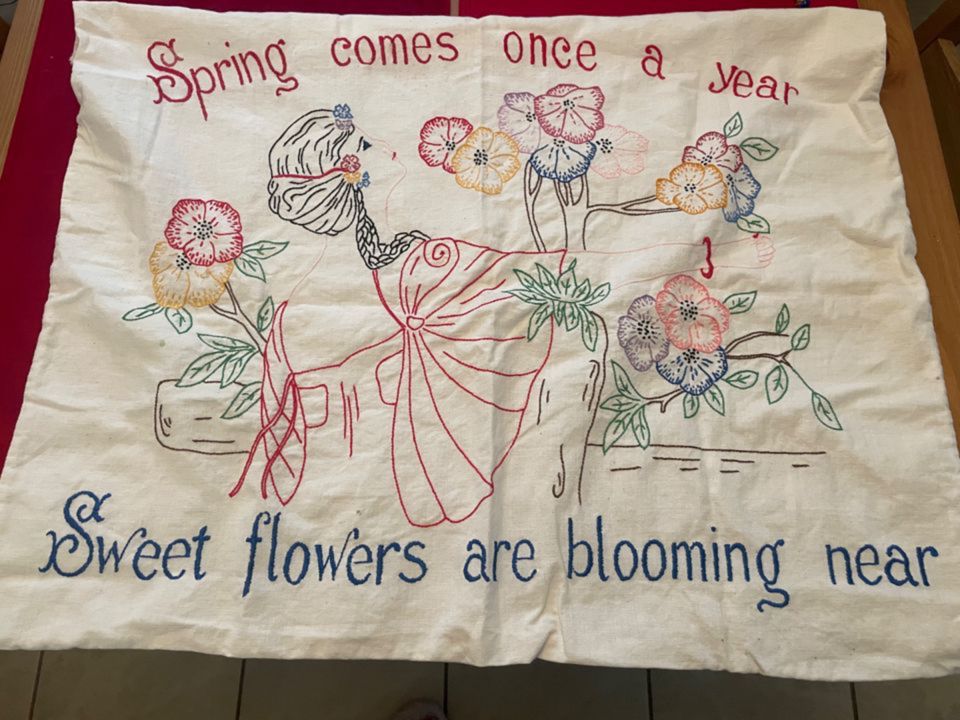 Spring comes once a year
Sweet flowers are blooming near